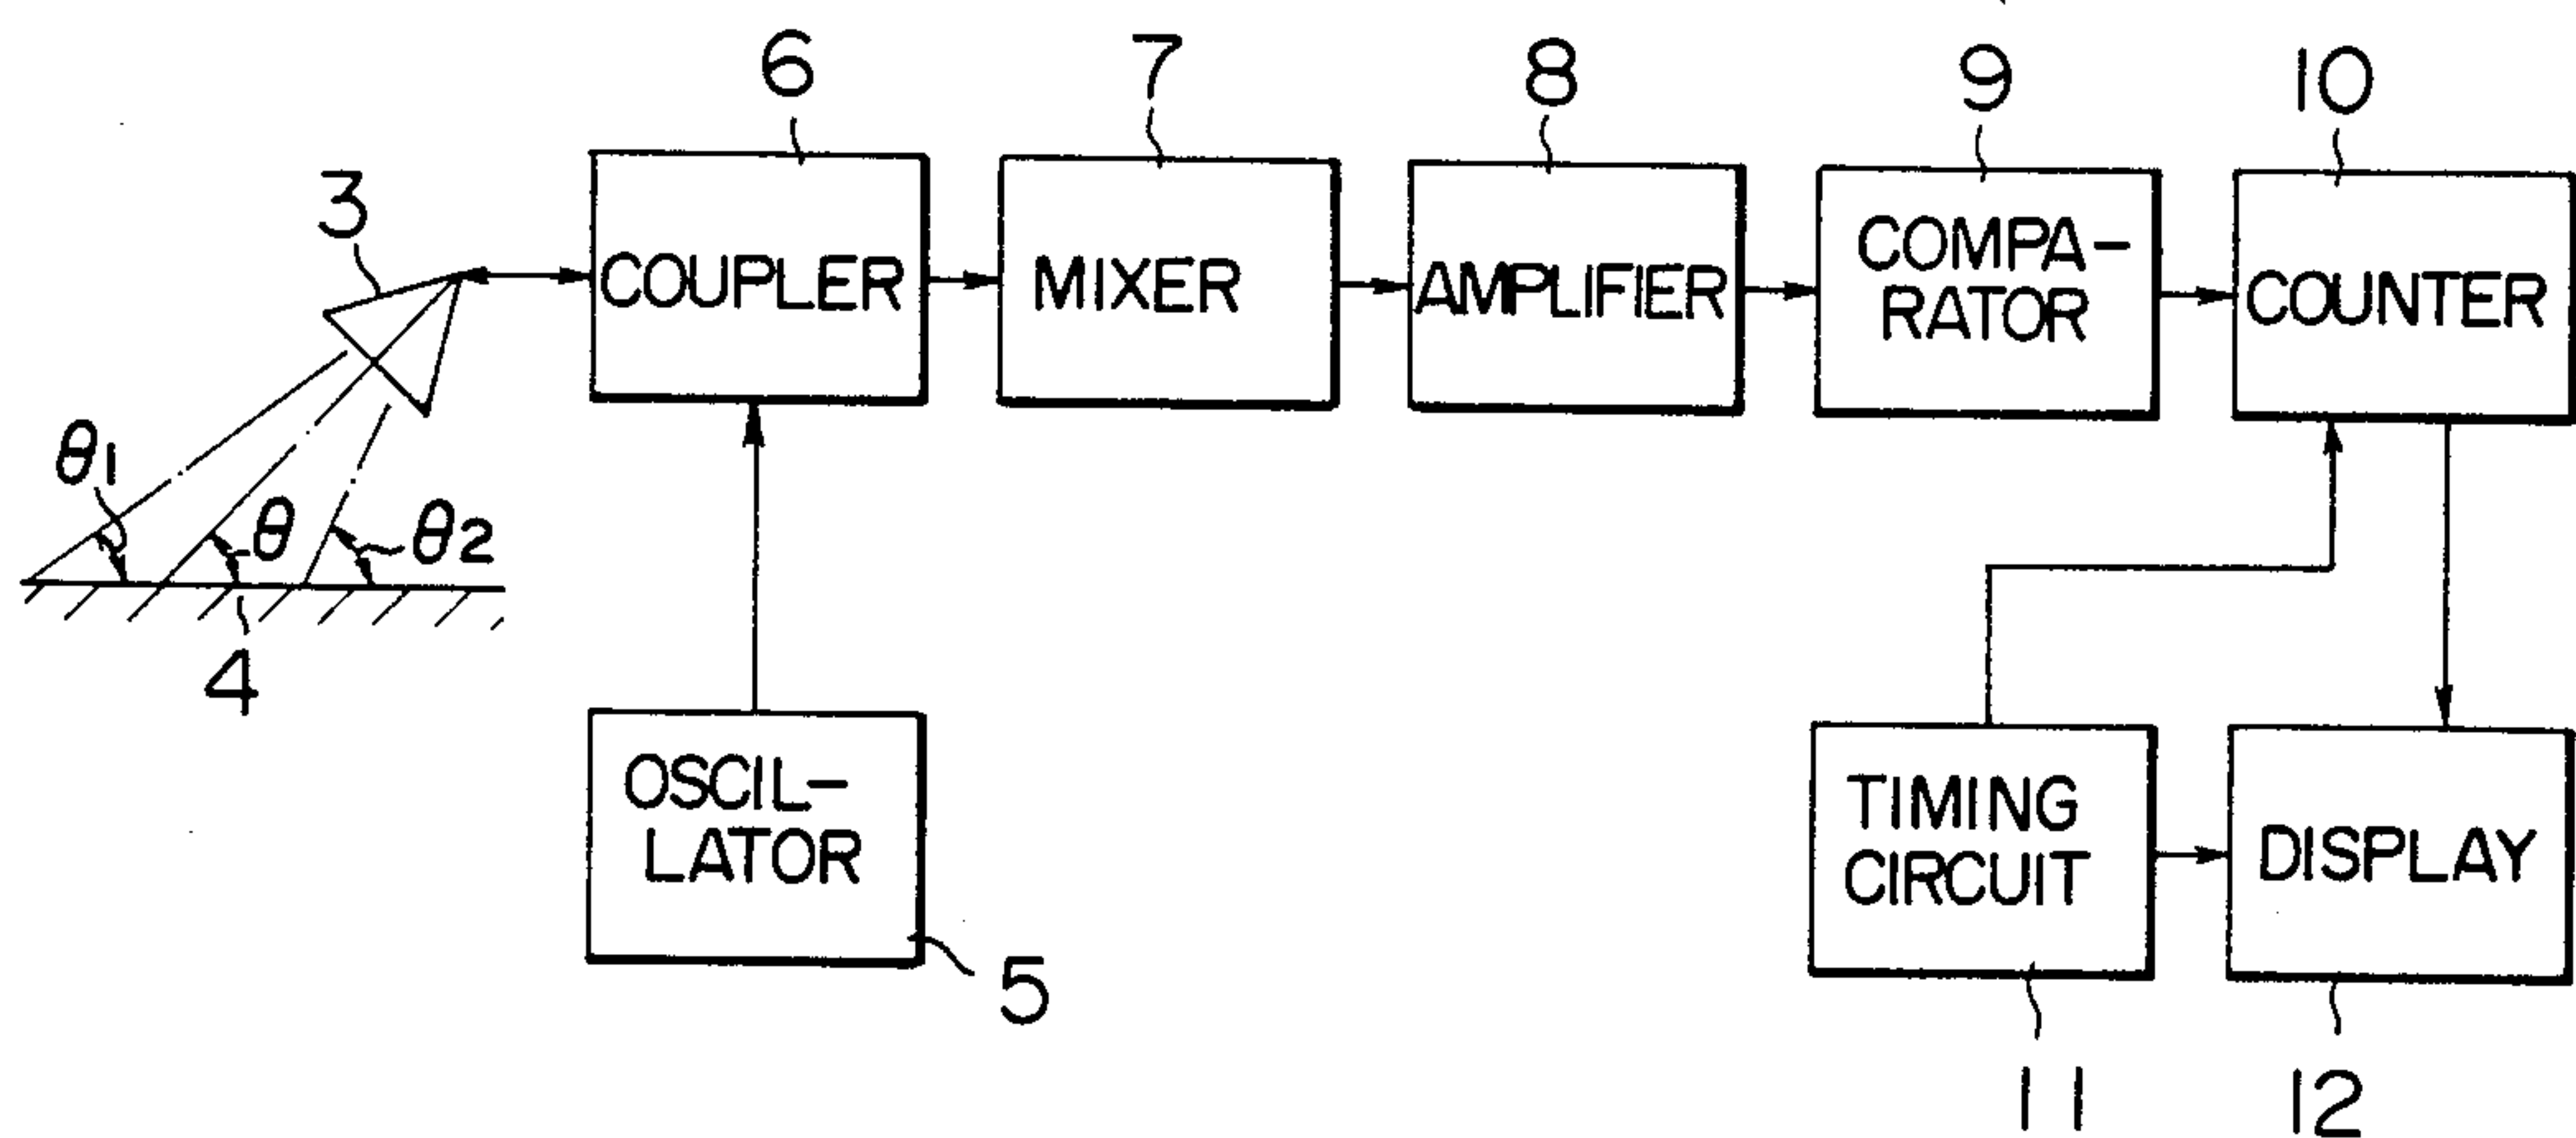 6
7
8
9
10
3
COUPLER
MIXER
AMPLIFIER
COMPA-
RATOR
COUNTER
θ1
θ
θ2
4
OSCIL-
LATOR
5
TIMING
CIRCUIT
DISPLAY
11
12